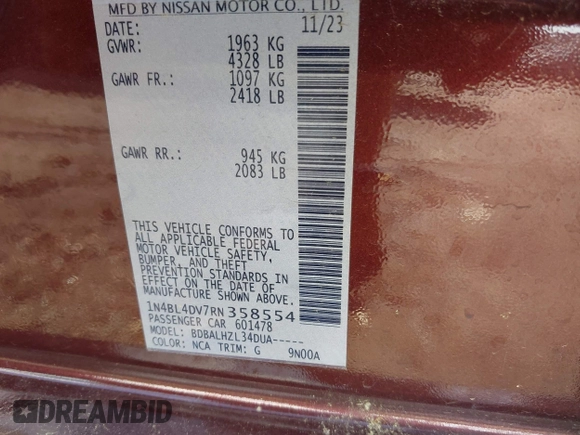 MFD BY NISSAN MOTOR CO., LTD.
DATE: 11/23
GVWR: 1963 KG
4328 LB
GAWR FR.: 1097 KG
2418 LB
GAWR RR.: 945 KG
2083 LB
THIS VEHICLE CONFORMS TO
ALL APPLICABLE FEDERAL
MOTOR VEHICLE SAFETY,
BUMPER, AND THEFT
PREVENTION STANDARDS IN
EFFECT ON THE DATE OF
MANUFACTURE SHOWN ABOVE.
1N4BL4DV7RN358554
PASSENGER CAR 601478
MODEL: BDBALHZL34DUA-----
COLOR: NCA TRIM: G 9N00A
DREAMBID